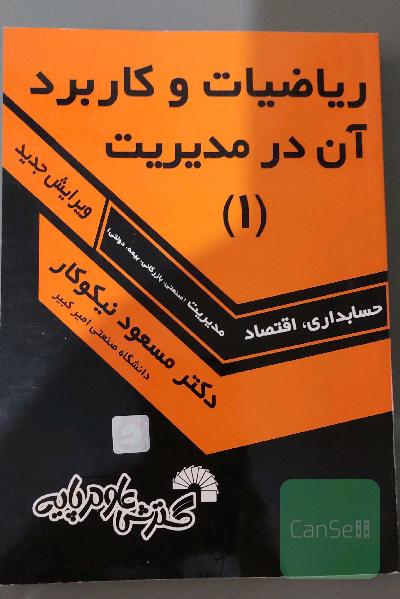 ریاضیات و کاربرد
آن در مدیریت
(۱)
ویرایش جدید
حسابداری، اقتصاد
مدیریت (صنعتی، بازرگانی، بیمه، دولتی)
دکتر مسعود نیکوکار
دانشگاه صنعتی امیر کبیر
گسترش علوم پایه
CanSell